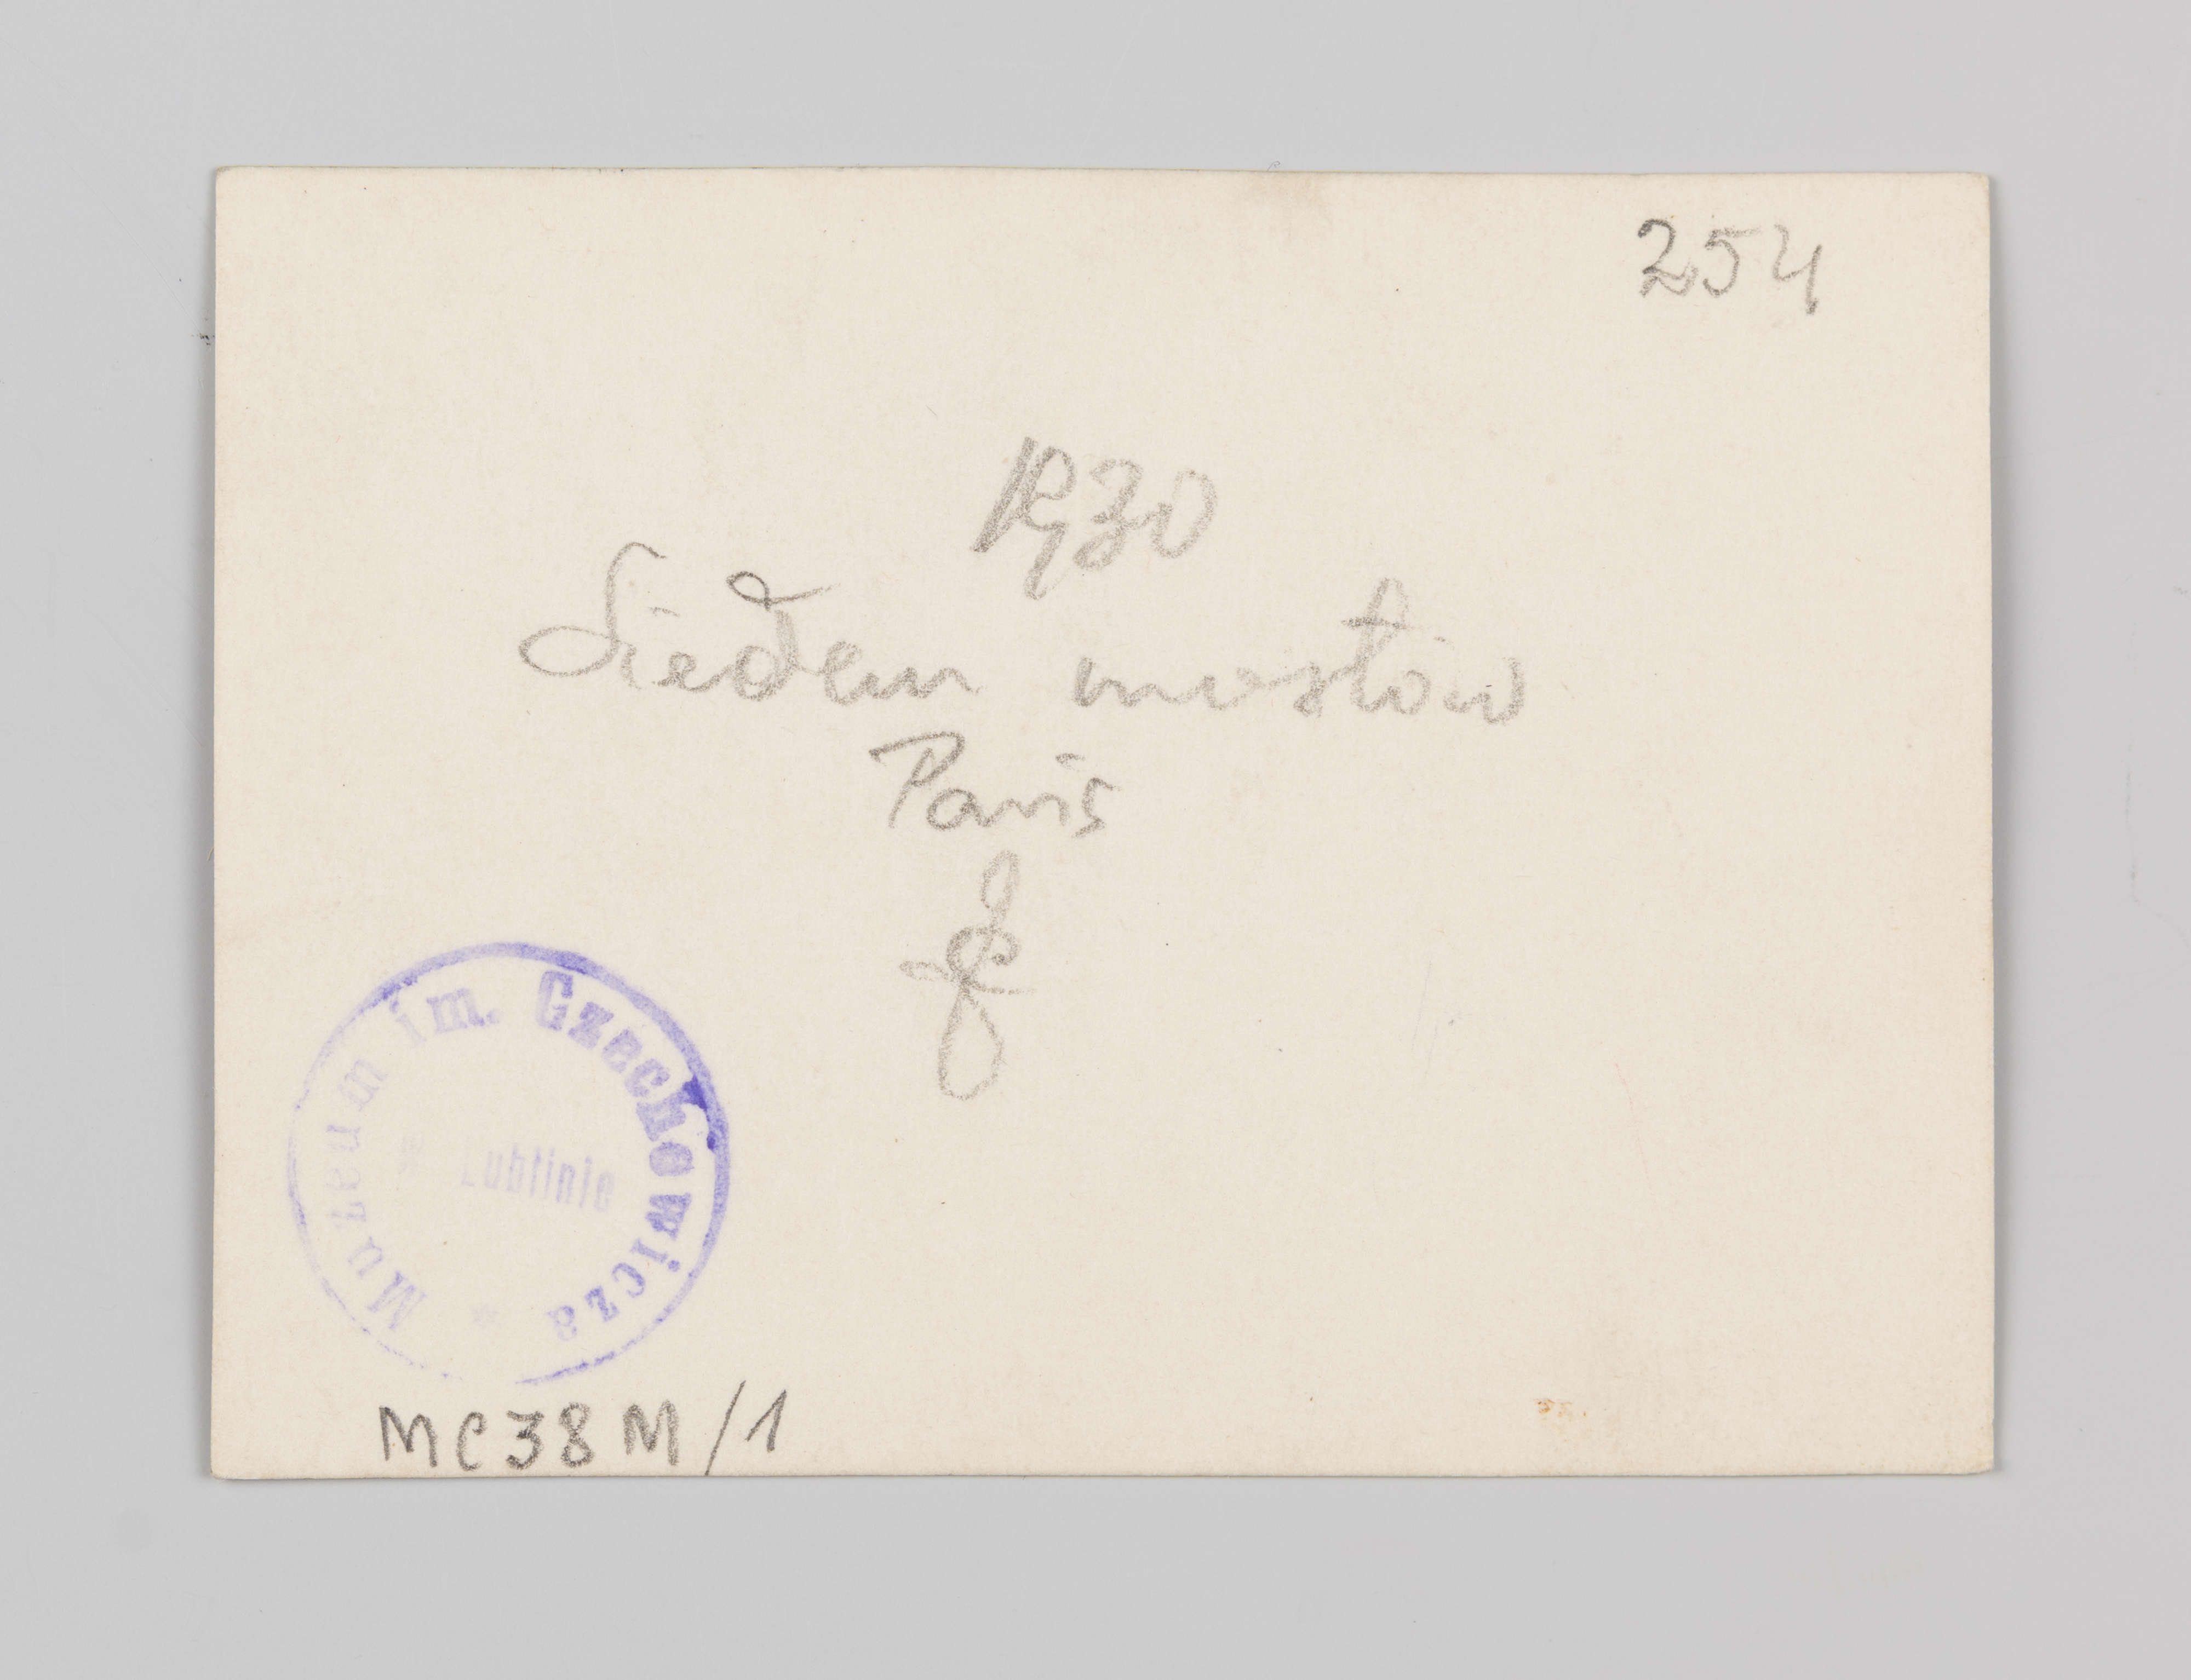 254
1930
Siedem mostów
Paris
Muzeum im. Czechowicza
w Lublinie
MC38M/1